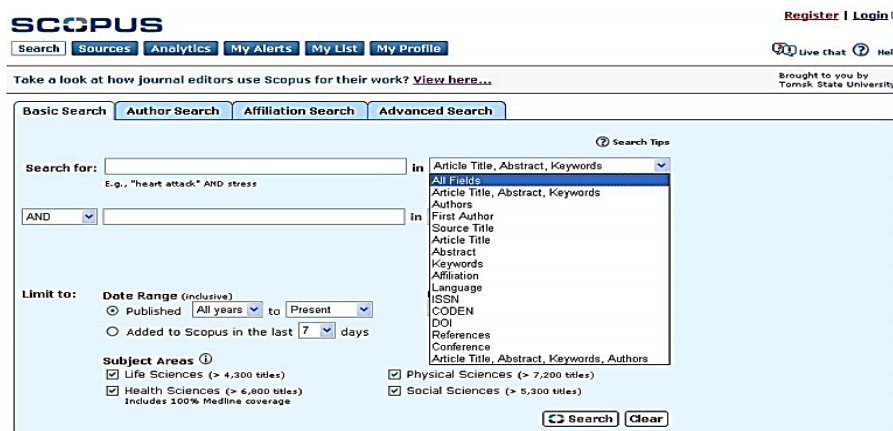 SCOPUS
Register | Login
Search Sources Analytics My Alerts My List My Profile
Live Chat Hel
Take a look at how journal editors use Scopus for their work? View here...
Brought to you by
Tomsk State University
Basic Search Author Search Affiliation Search Advanced Search
Search Tips
Search for: in Article Title, Abstract, Keywords
E.g., "heart attack" AND stress
All Fields
Article Title, Abstract, Keywords
Authors
AND in First Author
Source Title
Article Title
Abstract
Keywords
Affiliation
Language
ISSN
CODEN
DOI
References
Conference
Article Title, Abstract, Keywords, Authors
Limit to: Date Range (inclusive)
Published All years to Present
Added to Scopus in the last 7 days
Subject Areas
Life Sciences (> 4,300 titles) Physical Sciences (> 7,200 titles)
Health Sciences (> 6,800 titles) Social Sciences (> 5,300 titles)
Includes 100% Medline coverage
Search Clear